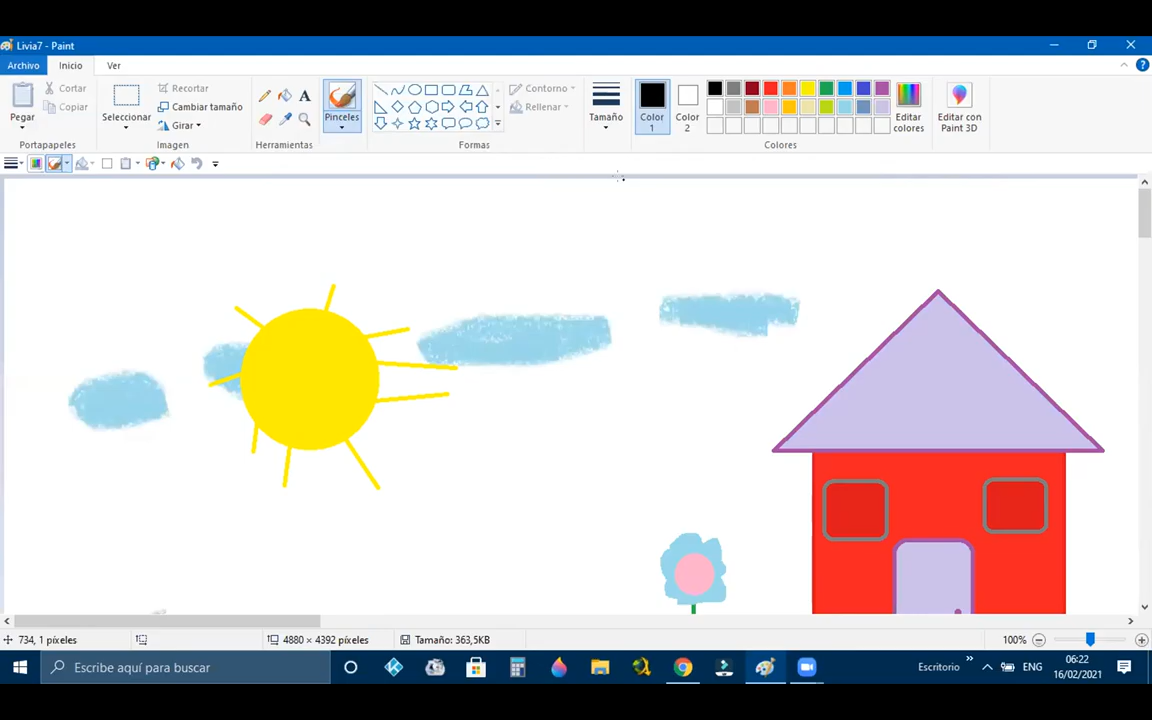 Livia7 - Paint
Archivo Inicio Ver
Pegar
Cortar
Copiar
Portapapeles
Seleccionar
Recortar
Cambiar tamaño
Girar
Imagen
A
Herramientas
Pinceles
Contorno
Rellenar
Formas
Tamaño
Color 1
Color 2
Editar colores
Colores
Editar con Paint 3D
734, 1 píxeles
4880 × 4392 píxeles
Tamaño: 363,5KB
100%
Escribe aquí para buscar
Escritorio
ENG
06:22
16/02/2021